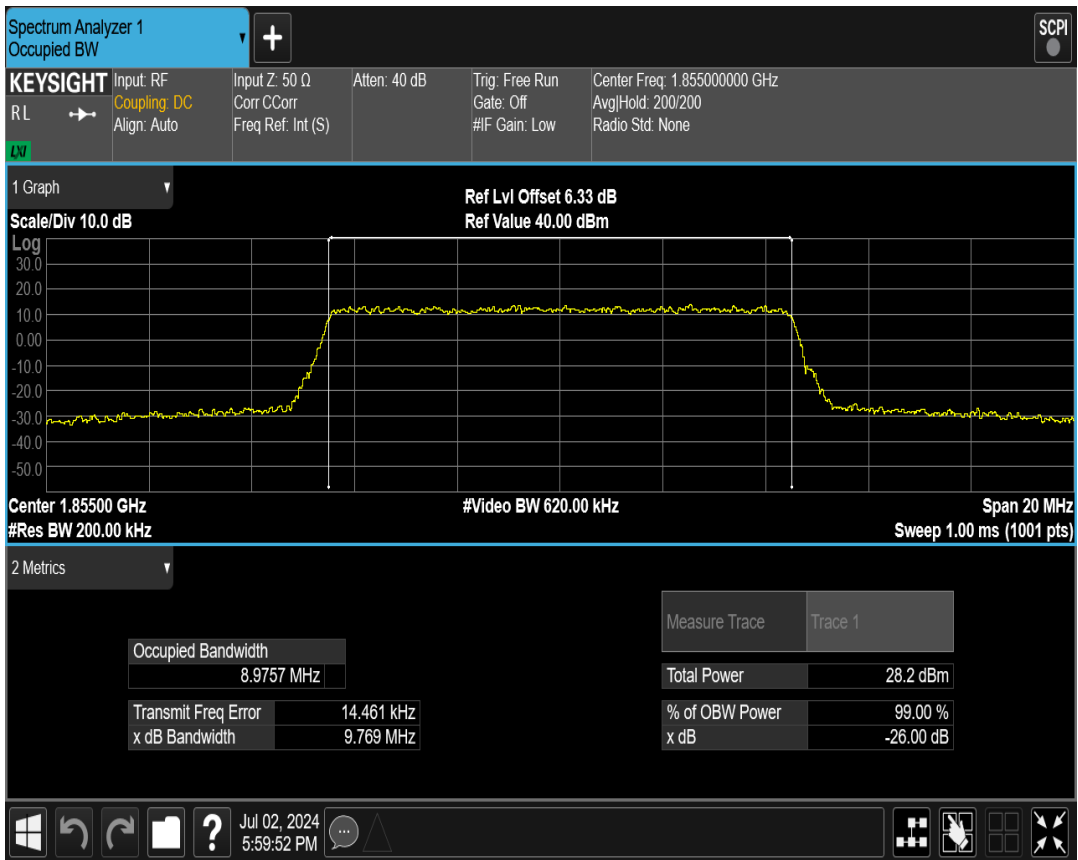 Spectrum Analyzer 1
Occupied BW
+
SCPI
KEYSIGHT
RL
LXI
Input: RF
Coupling: DC
Align: Auto
Input Z: 50 Ω
Corr CCorr
Freq Ref: Int (S)
Atten: 40 dB
Trig: Free Run
Gate: Off
#IF Gain: Low
Center Freq: 1.855000000 GHz
Avg|Hold: 200/200
Radio Std: None
1 Graph
Scale/Div 10.0 dB
Ref Lvl Offset 6.33 dB
Ref Value 40.00 dBm
Log
30.0
20.0
10.0
0.00
-10.0
-20.0
-30.0
-40.0
-50.0
Center 1.85500 GHz
#Video BW 620.00 kHz
Span 20 MHz
#Res BW 200.00 kHz
Sweep 1.00 ms (1001 pts)
2 Metrics
Measure Trace Trace 1
Occupied Bandwidth
8.9757 MHz
Total Power 28.2 dBm
Transmit Freq Error 14.461 kHz
% of OBW Power 99.00 %
x dB Bandwidth 9.769 MHz
x dB -26.00 dB
?
Jul 02, 2024
5:59:52 PM